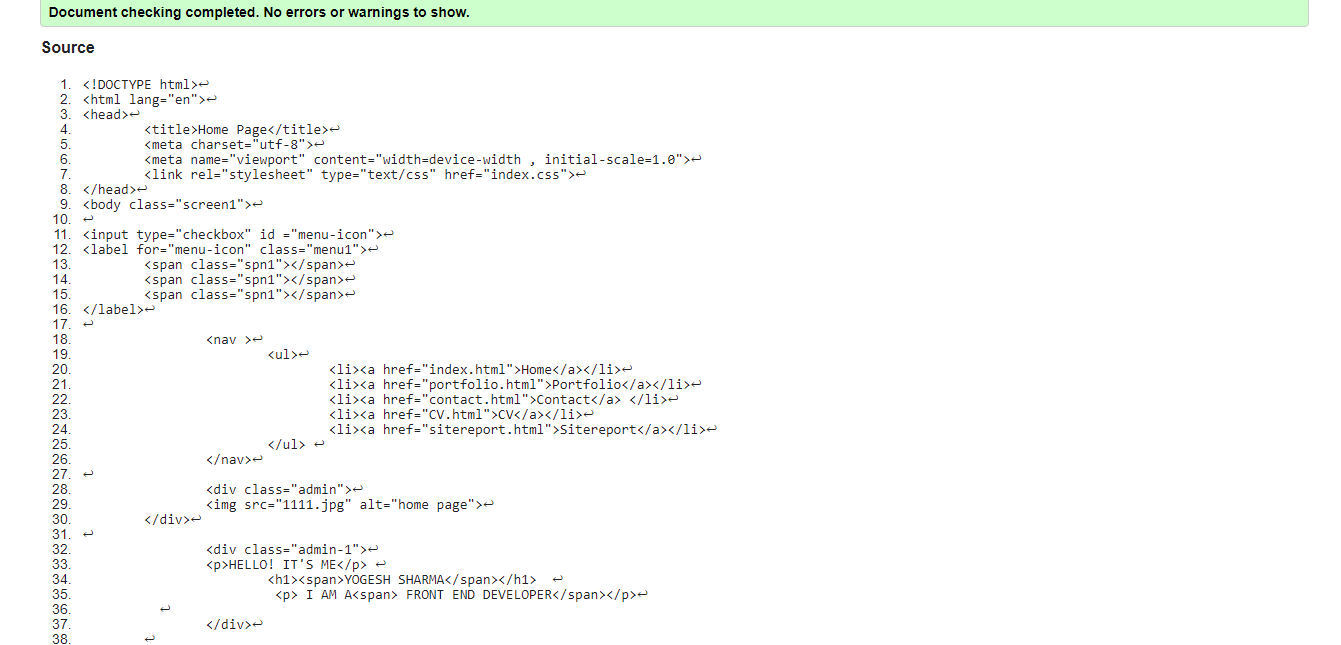 Document checking completed. No errors or warnings to show.
Source
1. <!DOCTYPE html>↩
2. <html lang="en">↩
3. <head>↩
4. <title>Home Page</title>↩
5. <meta charset="utf-8">↩
6. <meta name="viewport" content="width=device-width , initial-scale=1.0">↩
7. <link rel="stylesheet" type="text/css" href="index.css">↩
8. </head>↩
9. <body class="screen1">↩
10. ↩
11. <input type="checkbox" id ="menu-icon">↩
12. <label for="menu-icon" class="menu1">↩
13. <span class="spn1"></span>↩
14. <span class="spn1"></span>↩
15. <span class="spn1"></span>↩
16. </label>↩
17. ↩
18. <nav >↩
19. <ul>↩
20. <li><a href="index.html">Home</a></li>↩
21. <li><a href="portfolio.html">Portfolio</a></li>↩
22. <li><a href="contact.html">Contact</a> </li>↩
23. <li><a href="CV.html">CV</a></li>↩
24. <li><a href="sitereport.html">Sitereport</a></li>↩
25. </ul> ↩
26. </nav>↩
27. ↩
28. <div class="admin">↩
29. <img src="1111.jpg" alt="home page">↩
30. </div>↩
31. ↩
32. <div class="admin-1">↩
33. <p>HELLO! IT'S ME</p> ↩
34. <h1><span>YOGESH SHARMA</span></h1> ↩
35. <p> I AM A<span> FRONT END DEVELOPER</span></p>↩
36. ↩
37. </div>↩
38. ↩